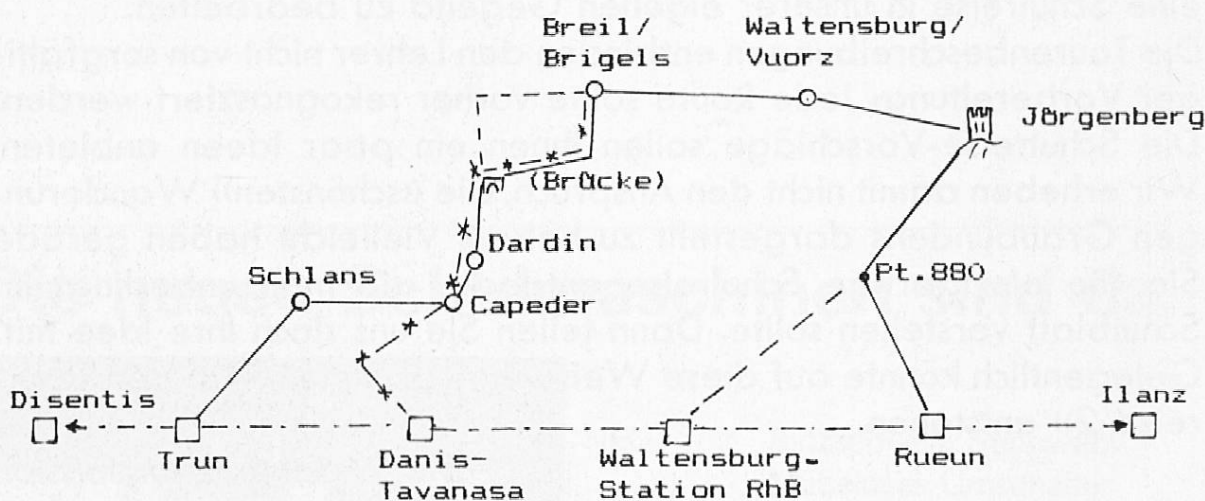 Breil/
Brigels
Waltensburg/
Vuorz
Jörgenberg
(Brücke)
Dardin
Schlans
Capeder
Pt.880
Disentis
Ilanz
Trun
Danis-
Tavanasa
Waltensburg-
Station RhB
Rueun